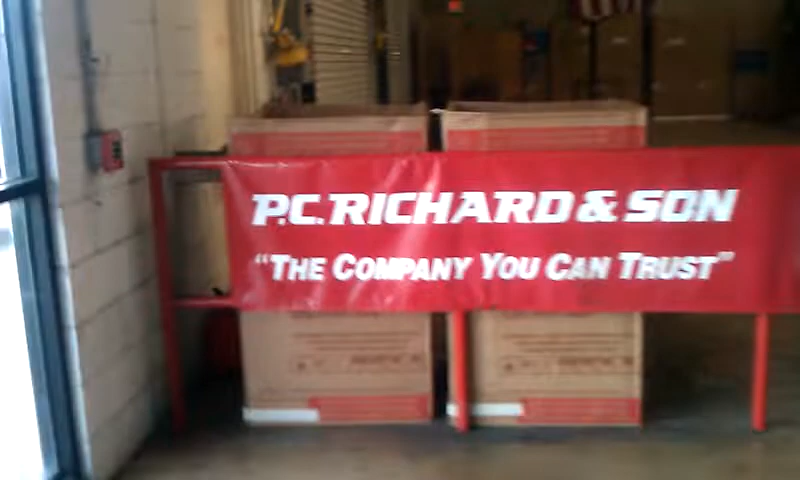 P.C. RICHARD & SON
“THE COMPANY YOU CAN TRUST”